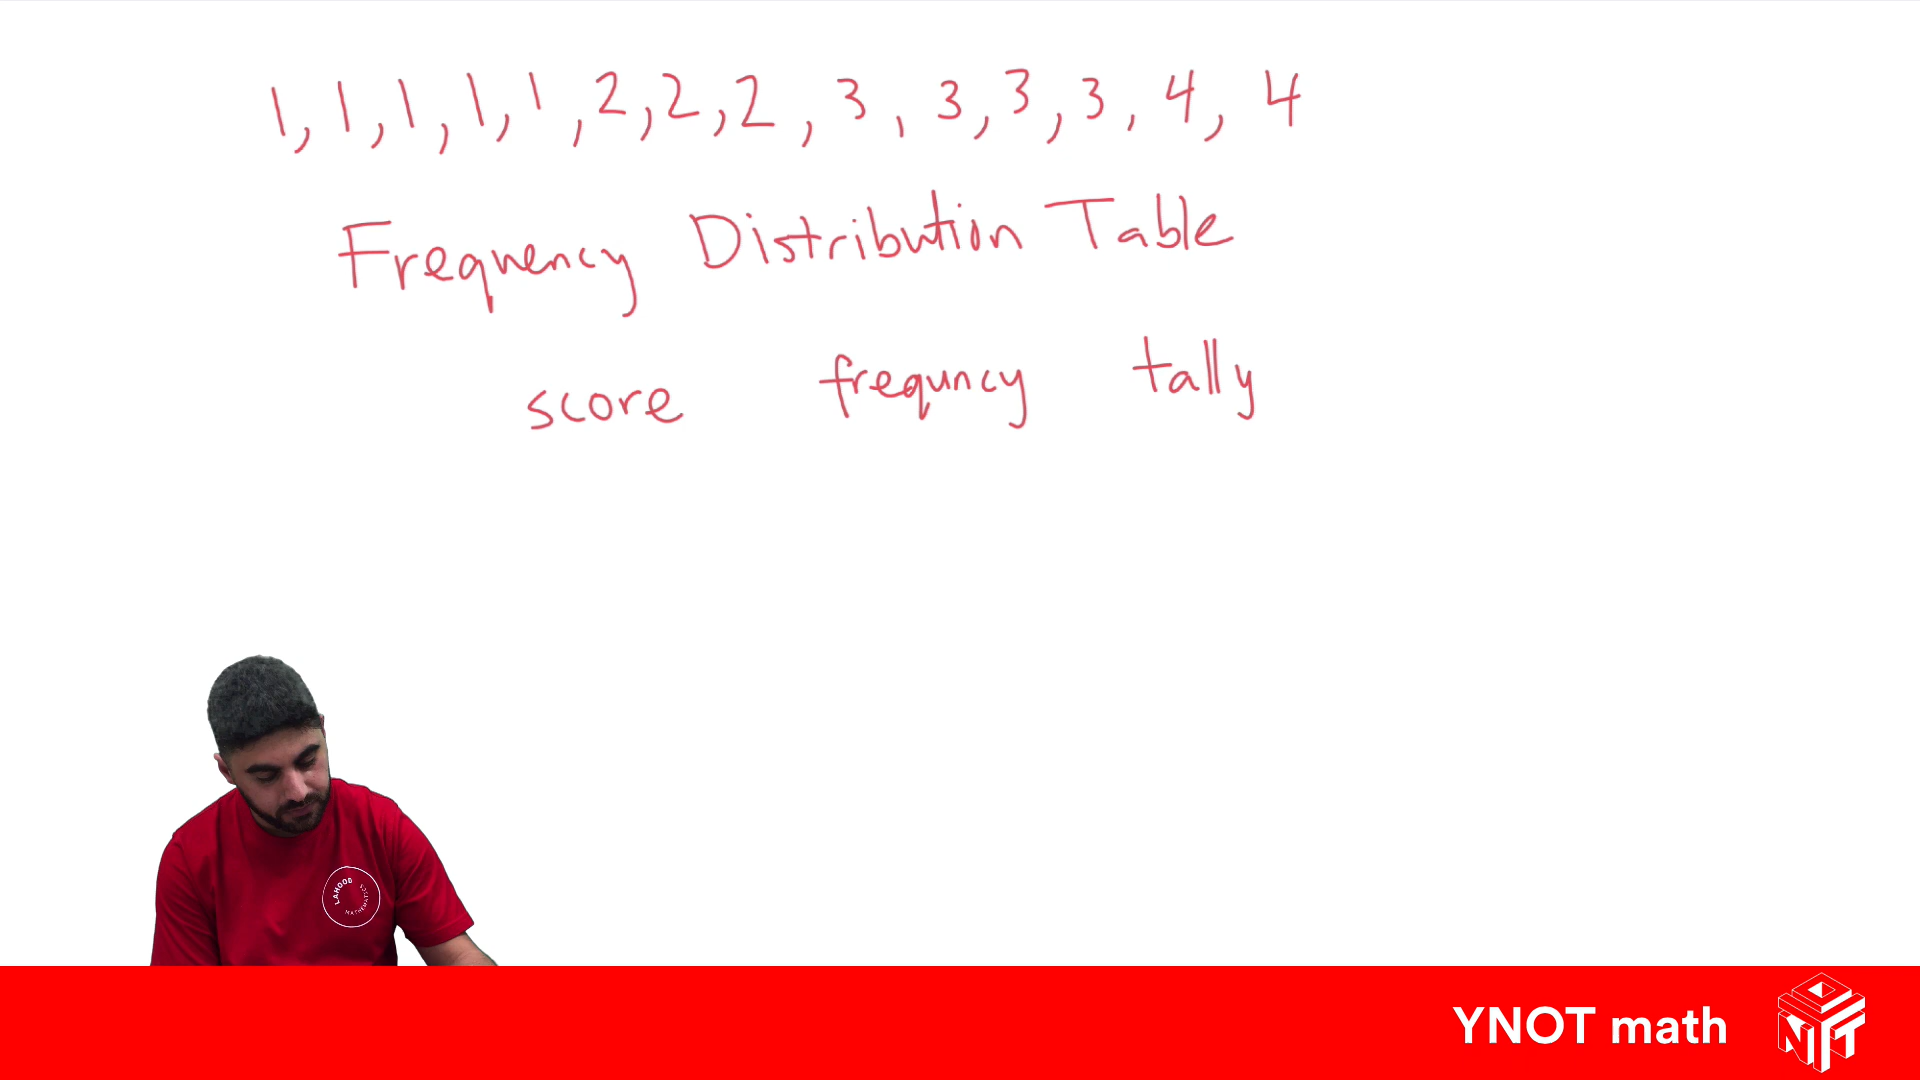 1, 1, 1, 1, 1, 2, 2, 2, 3, 3, 3, 3, 4, 4
Frequency Distribution Table
score frequncy tally
LAHOOD
YNOT math